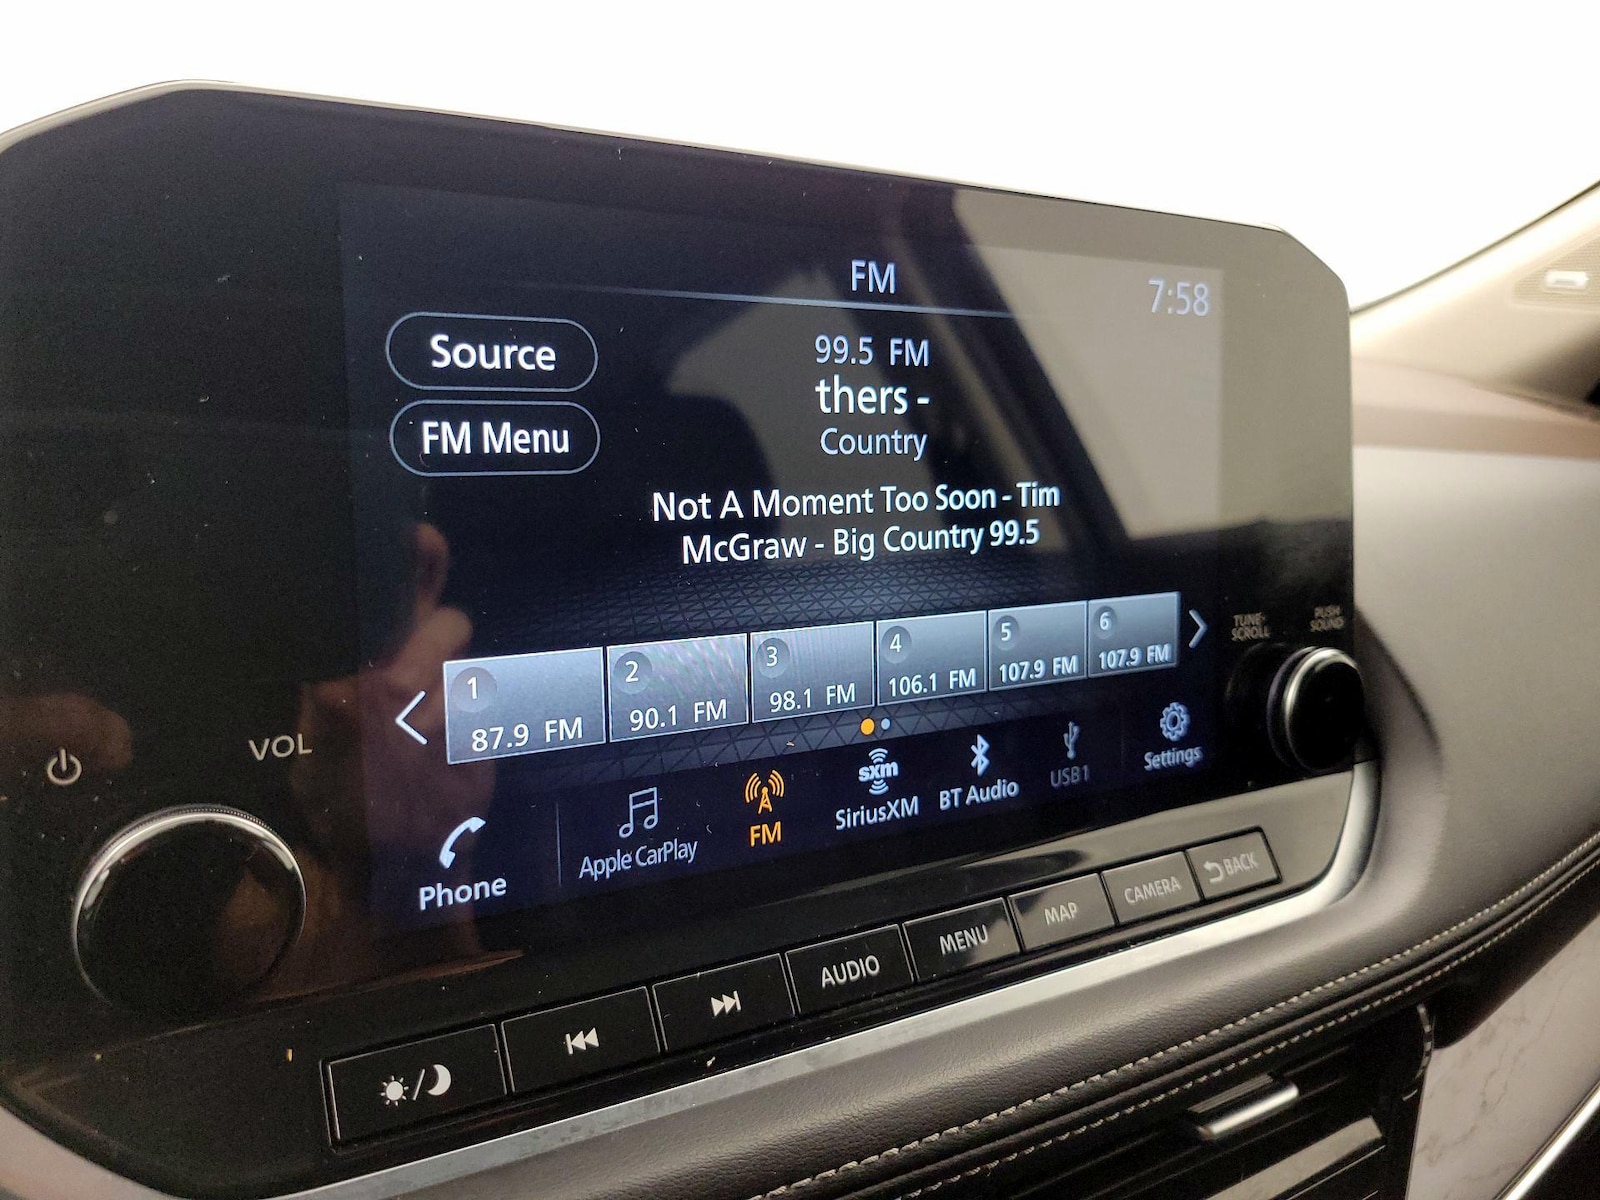 FM
7:58
Source
99.5 FM
thers -
FM Menu
Country
Not A Moment Too Soon - Tim
McGraw - Big Country 99.5
TUNE-
SCROLL
PUSH
SOUND
1
87.9 FM
2
90.1 FM
3
98.1 FM
4
106.1 FM
5
107.9 FM
6
107.9 FM
VOL
Phone
Apple CarPlay
FM
sxm
SiriusXM
BT Audio
USB1
Settings
AUDIO
MENU
MAP
CAMERA
BACK